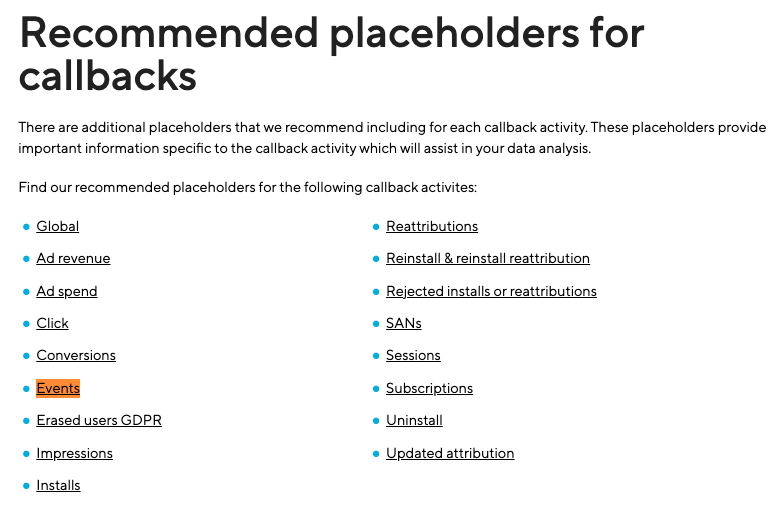 Recommended placeholders for
callbacks
There are additional placeholders that we recommend including for each callback activity. These placeholders provide
important information specific to the callback activity which will assist in your data analysis.
Find our recommended placeholders for the following callback activites:
Global
Ad revenue
Ad spend
Click
Conversions
Events
Erased users GDPR
Impressions
Installs
Reattributions
Reinstall & reinstall reattribution
Rejected installs or reattributions
SANs
Sessions
Subscriptions
Uninstall
Updated attribution